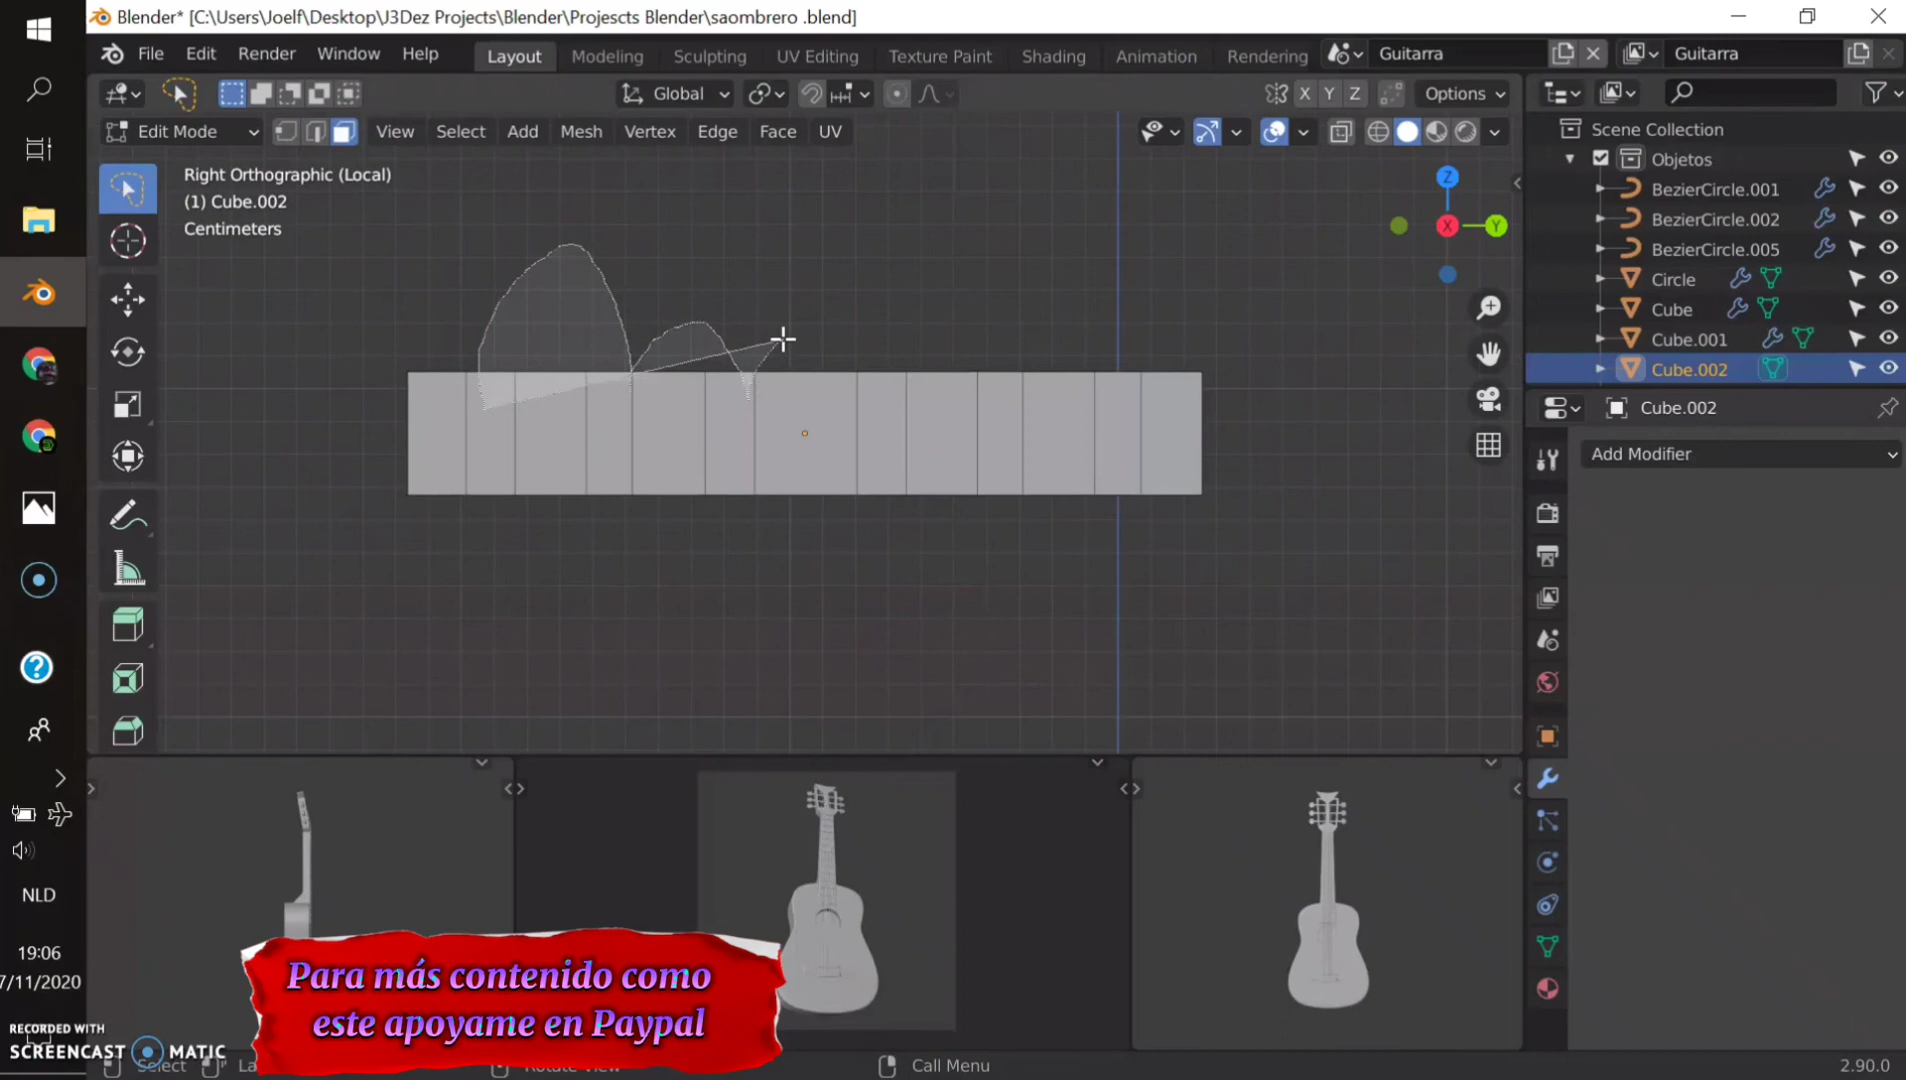 Blender* [C:\Users\Joelf\Desktop\J3Dez Projects\Blender\Projescts Blender\saombrero .blend]
File Edit Render Window Help Layout Modeling Sculpting UV Editing Texture Paint Shading Animation Rendering Guitarra Guitarra
Global X Y Z Options
Edit Mode View Select Add Mesh Vertex Edge Face UV
Scene Collection
Objetos
BezierCircle.001
BezierCircle.002
BezierCircle.005
Circle
Cube
Cube.001
Cube.002
Right Orthographic (Local)
(1) Cube.002
Centimeters
Z
X
Y
Cube.002
Add Modifier
NLD
19:06
7/11/2020
Para más contenido como
este apoyame en Paypal
RECORDED WITH
SCREENCAST MATIC
Select
Rotate View
Call Menu
2.90.0